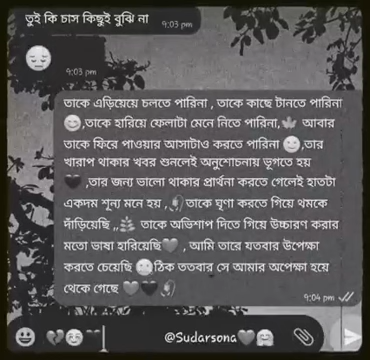 তুই কি চাস কিছুই বুঝি না
9:03 pm
😔
9:03 pm
তাকে এড়িয়েয়ে চলতে পারিনা , তাকে কাছে টানতে পারিনা
😊,তাকে হারিয়ে ফেলাটা মেনে নিতে পারিনা,🍁 আবার
তাকে ফিরে পাওয়ার আসাটাও করতে পারিনা 🙂,তার
খারাপ থাকার খবর শুনলেই অনুশোচনায় ভূগতে হয়
🖤 ,তার জন্য ভালো থাকার প্রার্থনা করতে গেলেই হাতটা
একদম শূন্য মনে হয় , তাকে ঘৃণা করতে গিয়ে থমকে
দাঁড়িয়েছি ,🌿 তাকে অভিশাপ দিতে গিয়ে উচ্চারণ করার
মতো ভাষা হারিয়েছি🩶 , আমি তারে যতবার উপেক্ষা
করতে চেয়েছি 🙂ঠিক ততবার সে আমার অপেক্ষা হয়ে
থেকে গেছে 🩶🖤
9:04 pm
💔☺️🖤 @Sudarsona🩶🤗